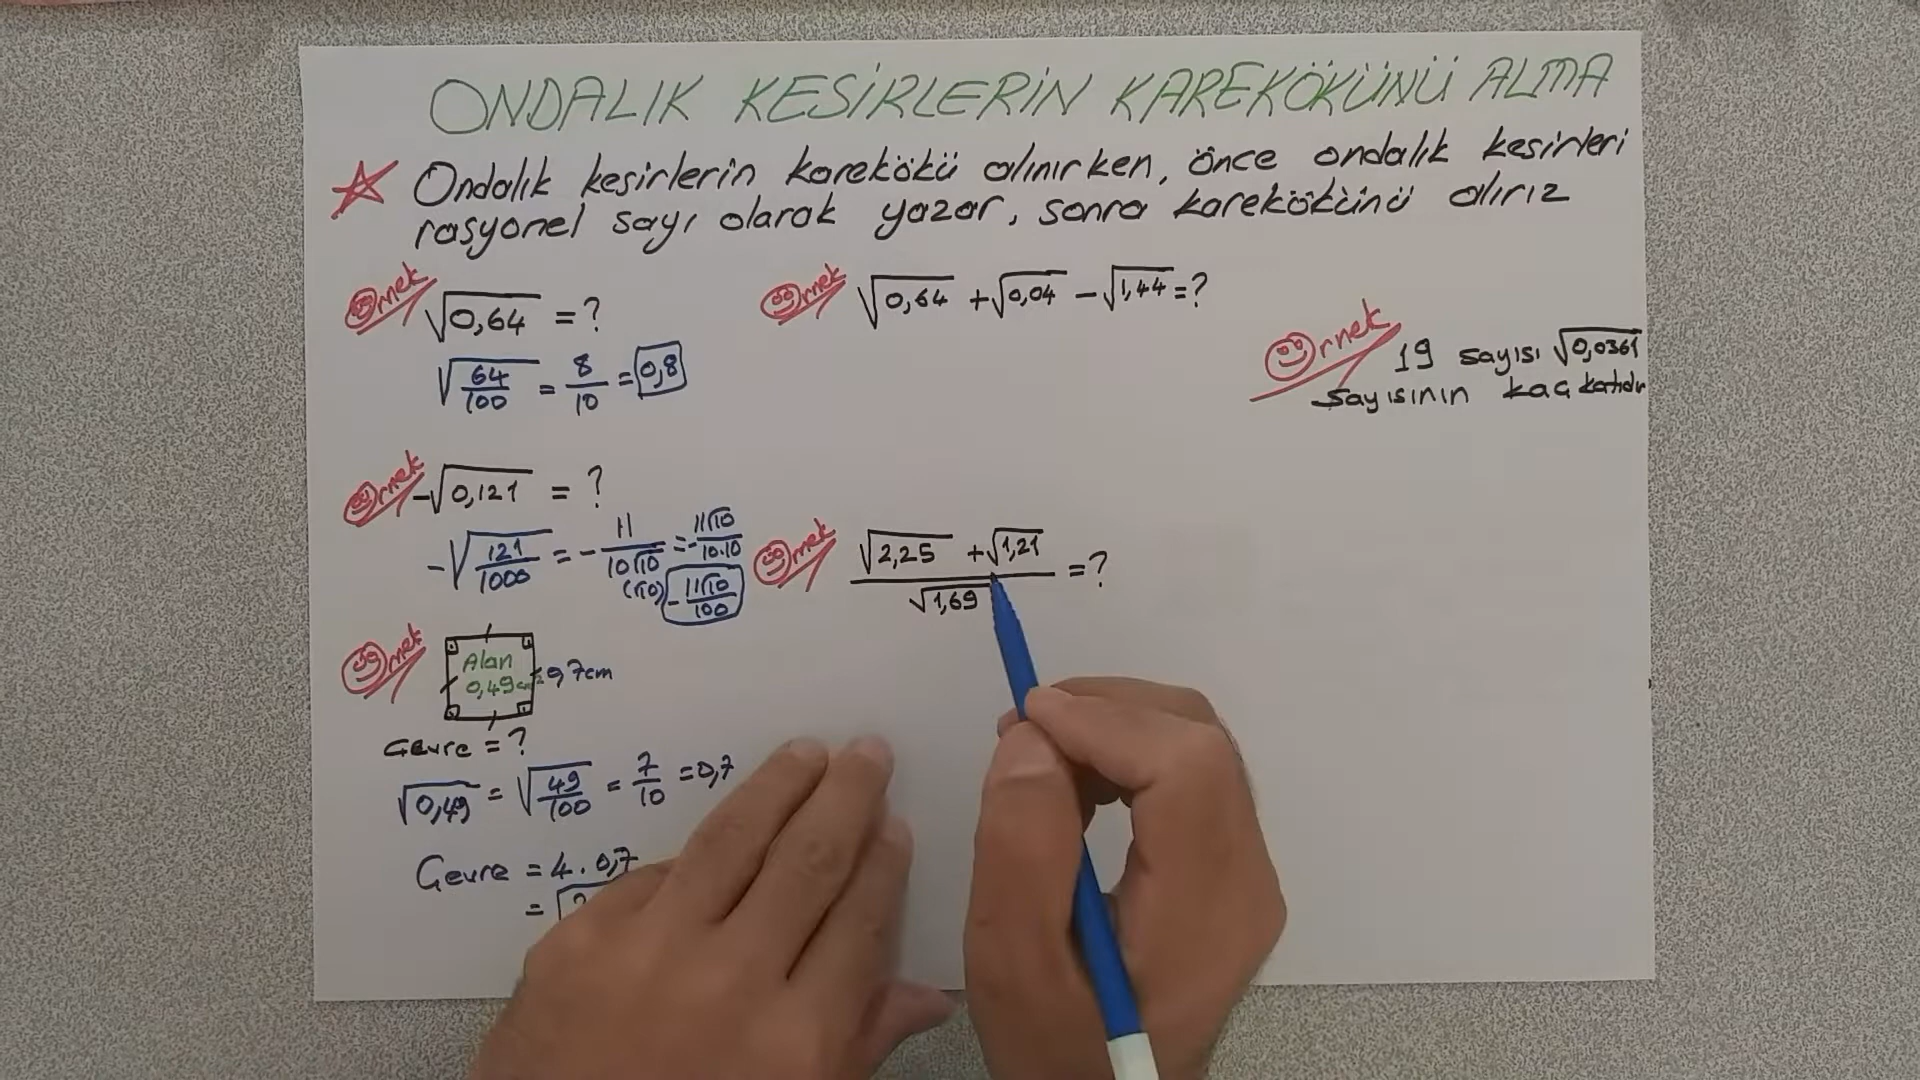 ONDALIK KESİRLERİN KAREKÖKÜNÜ ALMA
Ondalık kesirlerin karekökü alınırken, önce ondalık kesirleri
rasyonel sayı olarak yazar, sonra karekökünü alırız
Örnek √0,64 = ?
√64/100 = 8/10 = 0,8
Örnek -√0,121 = ?
-√121/1000 = -11/10√10 = -11√10/10.10
(√10) -11√10/100
Örnek Alan
0,49cm 0,7cm
Çevre = ?
√0,49 = √49/100 = 7/10 = 0,7
Çevre = 4.0,7
=
Örnek √0,64 + √0,04 - √1,44 = ?
Örnek √2,25 + √1,21 = ?
√1,69
Örnek 19 sayısı √0,0361
sayısının kaç katıdır